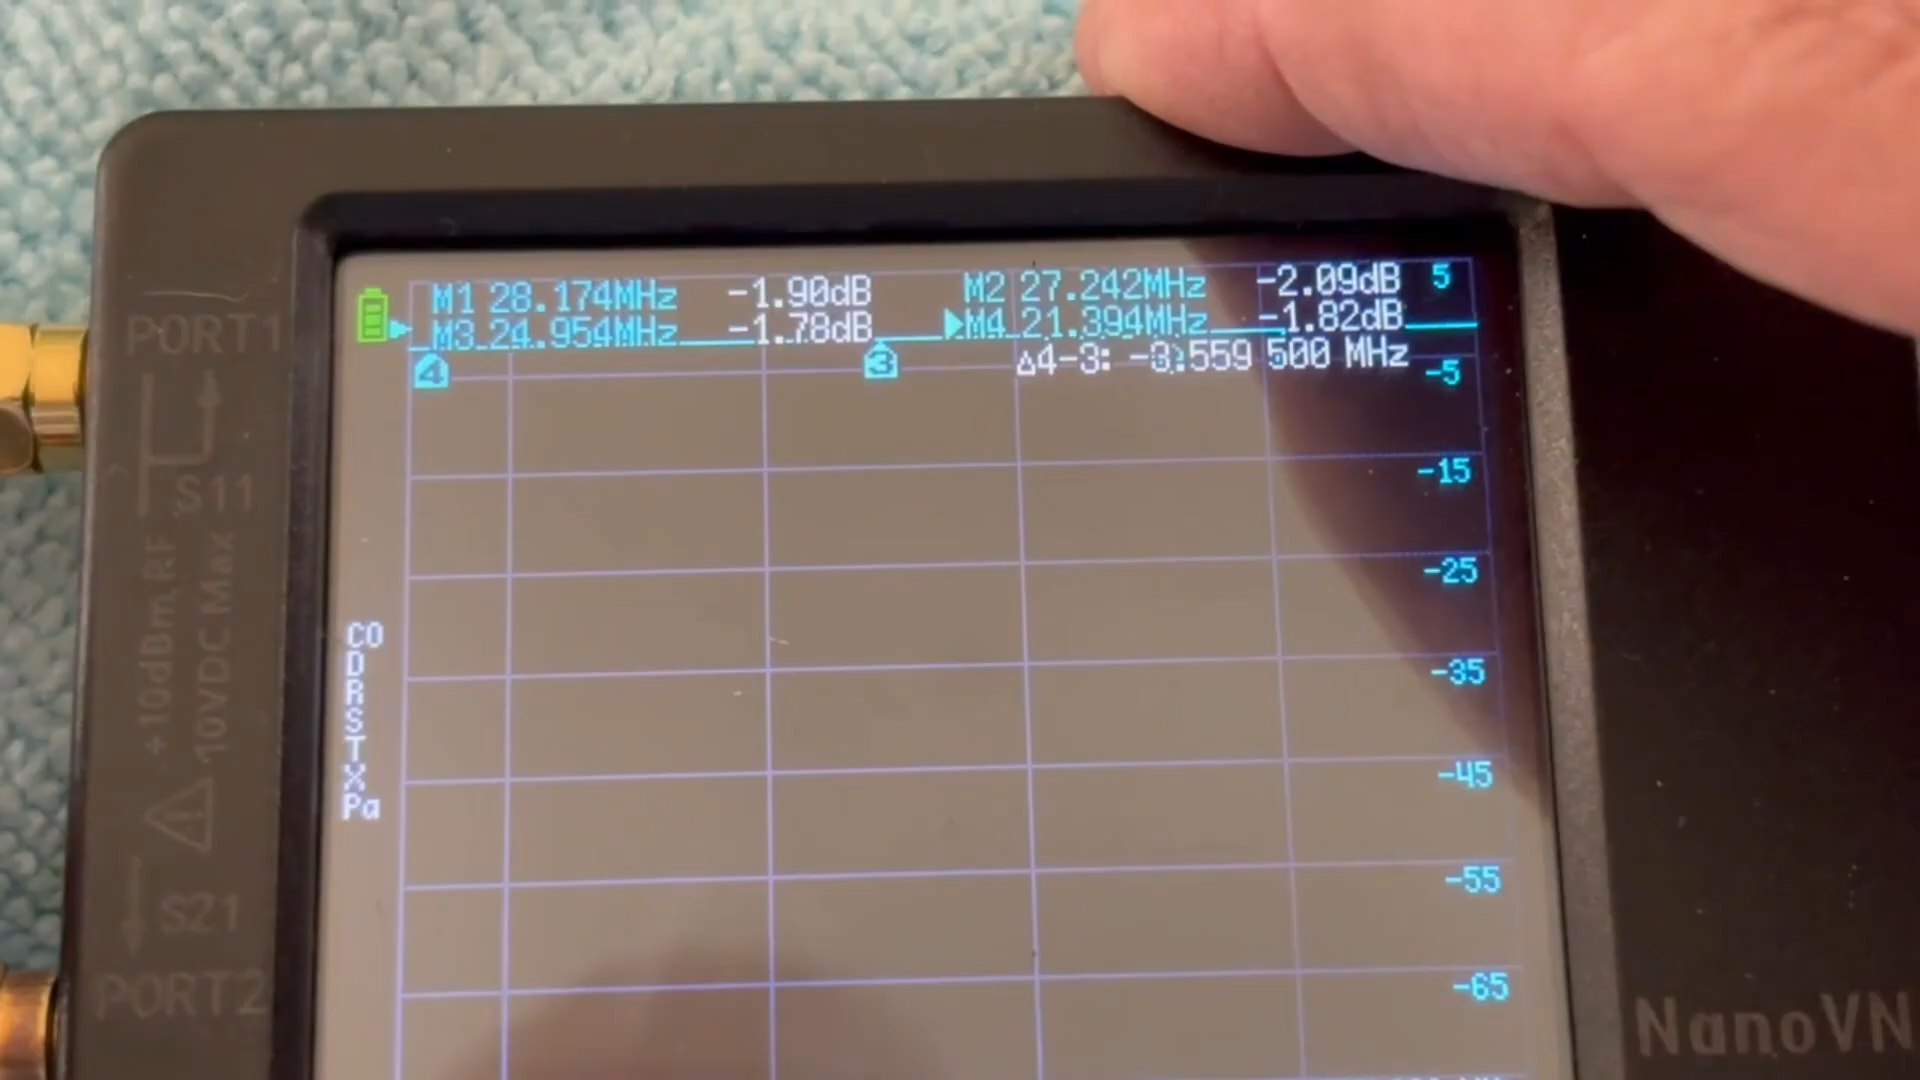 M1 28.174MHz -1.90dB M2 27.242MHz -2.09dB 5
M3 24.954MHz -1.78dB M4 21.394MHz -1.82dB
4 3 Δ4-3: -3.559 500 MHz -5
-15
-25
-35
-45
-55
-65
CO
D
R
S
T
X
Pa
PORT1
S11
+10dBm RF
10VDC Max
S21
PORT2
NanoVN